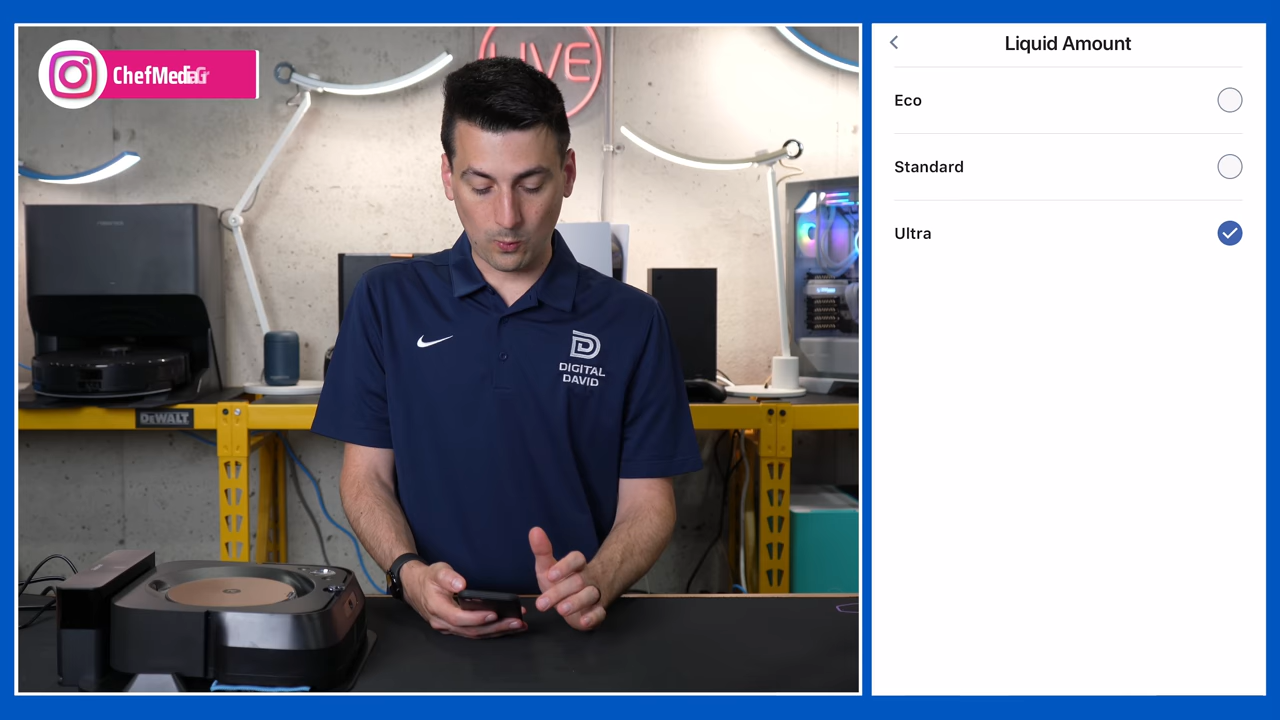 ChefMedia
LIVE
DEWALT
DIGITAL
DAVID
Liquid Amount
Eco
Standard
Ultra